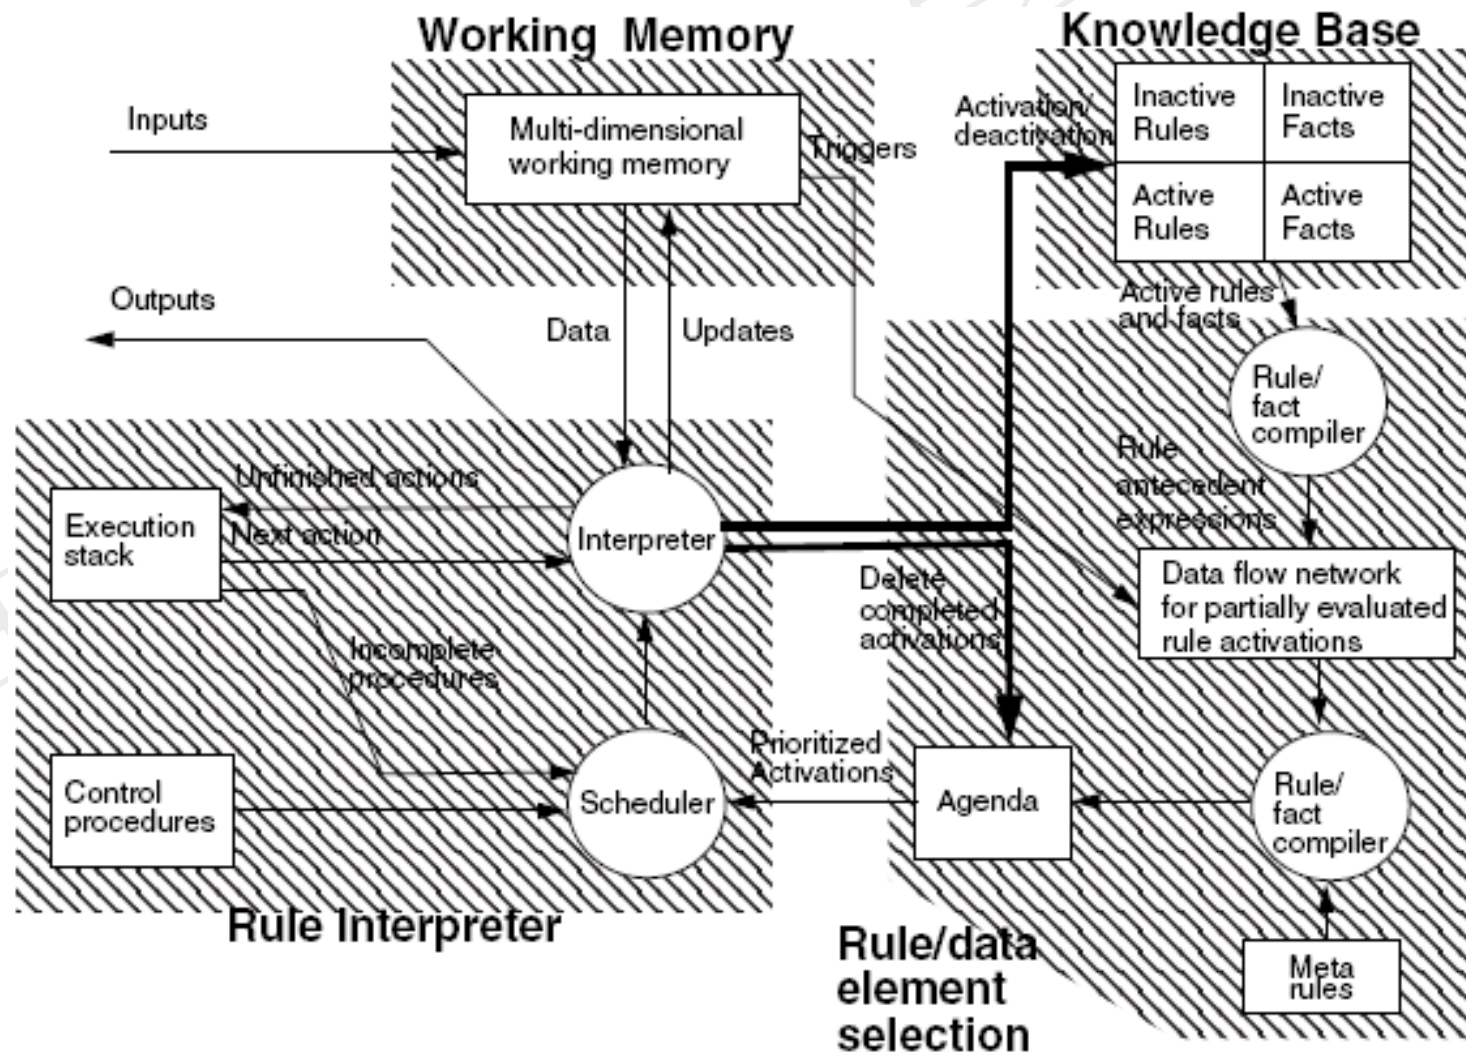 Working Memory
Knowledge Base
Inputs
Multi-dimensional
working memory
Triggers
Activation/
deactivation
Inactive
Rules
Inactive
Facts
Active
Rules
Active
Facts
Outputs
Data
Updates
Active rules
and facts
Rule/
fact
compiler
Unfinished actions
Execution
stack
Next action
Interpreter
Rule
antecedent
expressions
Delete
completed
activations
Data flow network
for partially evaluated
rule activations
Incomplete
procedures
Control
procedures
Scheduler
Prioritized
Activations
Agenda
Rule/
fact
compiler
Rule Interpreter
Rule/data
element
selection
Meta
rules